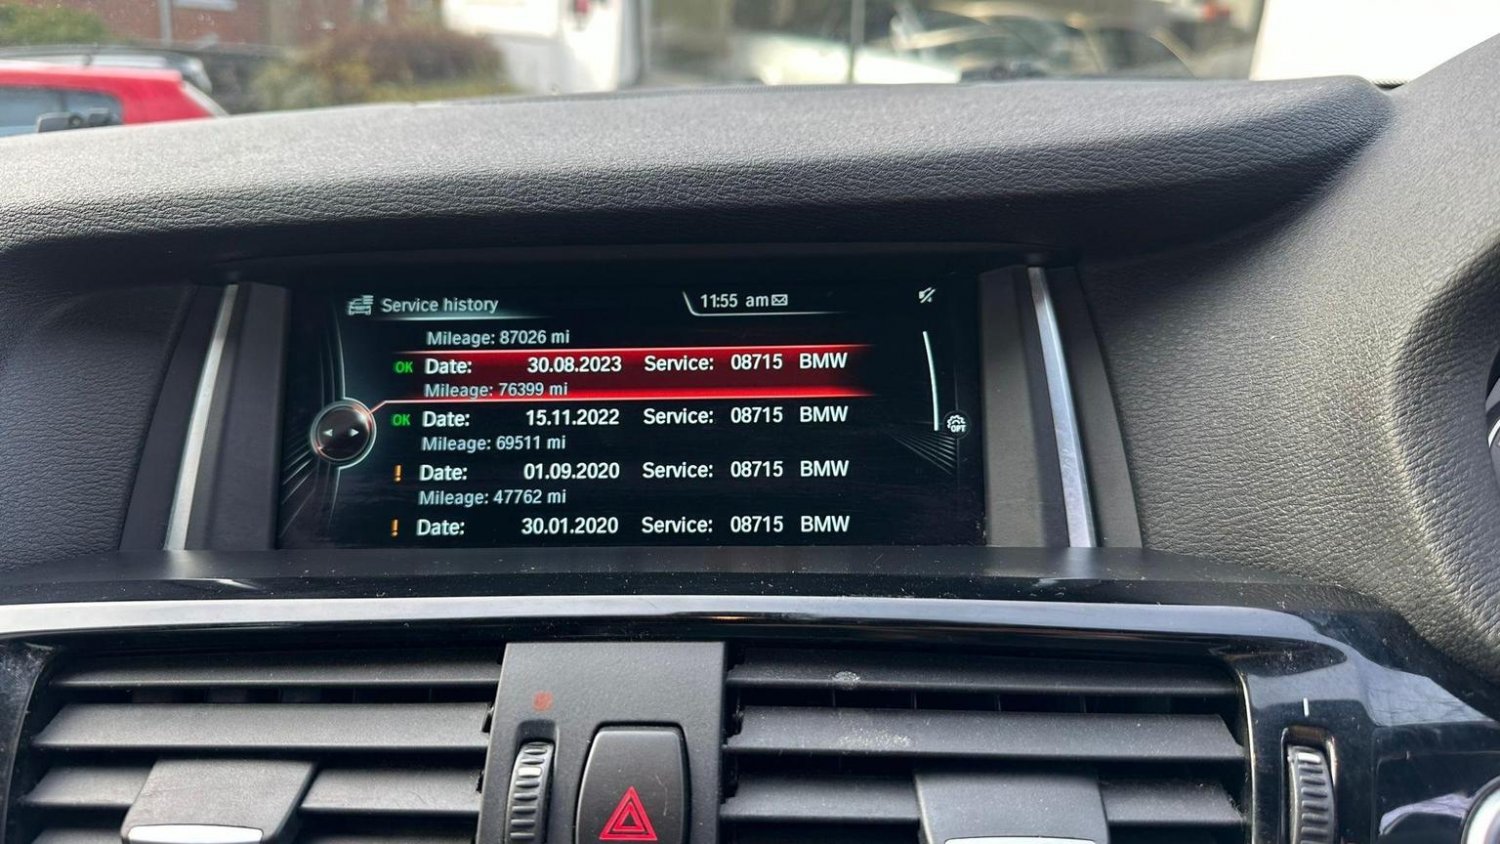 Service history 11:55 am
Mileage: 87026 mi
OK Date: 30.08.2023 Service: 08715 BMW
Mileage: 76399 mi
OK Date: 15.11.2022 Service: 08715 BMW
Mileage: 69511 mi
! Date: 01.09.2020 Service: 08715 BMW
Mileage: 47762 mi
! Date: 30.01.2020 Service: 08715 BMW
OPT